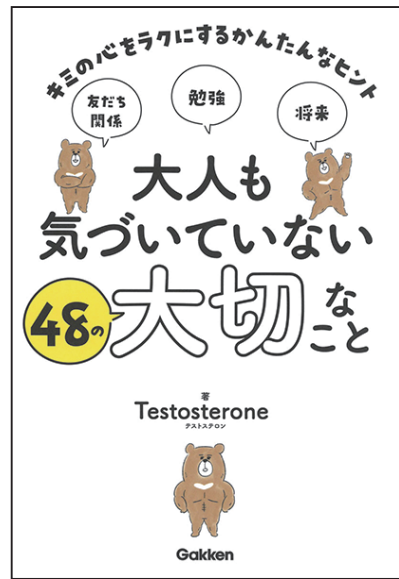 キミの心をラクにするかんたんなヒント
友だち
関係
勉強
将来
大人も
気づいていない
48の大切な
こと
著
Testosterone
テストステロン
Gakken